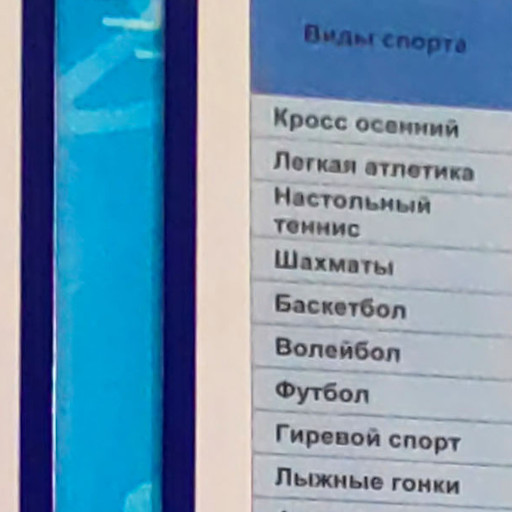 Виды спорта
Кросс осенний
Легкая атлетика
Настольный
теннис
Шахматы
Баскетбол
Волейбол
Футбол
Гиревой спорт
Лыжные гонки